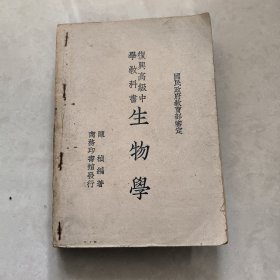 國民政府教育部審定
復興高級中
學教科書
生物學
陳楨編著
商務印書館發行